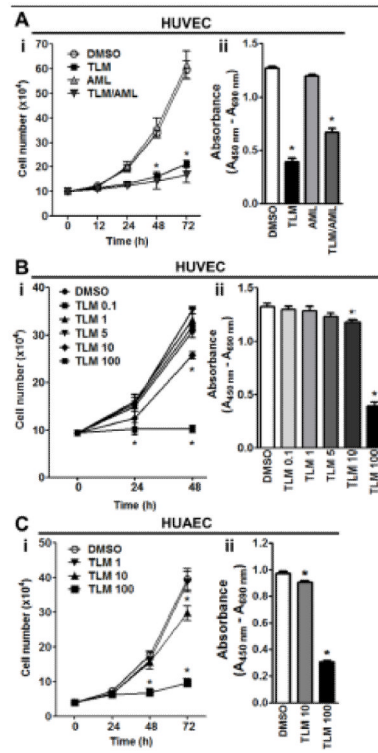 A
HUVEC
i
DMSO
TLM
AML
TLM/AML
Cell number (x10⁴)
60
50
40
30
20
10
0
0 12 24 48 72
Time (h)
* *
ii
Absorbance
(A450 nm - A690 nm)
1.5
1.0
0.5
0.0
* *
DMSO
TLM
AML
TLM/AML
B
HUVEC
i
DMSO
TLM 0.1
TLM 1
TLM 5
TLM 10
TLM 100
Cell number (x10⁴)
40
30
20
10
0
0 24 48
Time (h)
* * *
ii
Absorbance
(A450 nm - A690 nm)
1.5
1.0
0.5
0.0
* *
DMSO
TLM 0.1
TLM 1
TLM 5
TLM 10
TLM 100
C
HUAEC
i
DMSO
TLM 1
TLM 10
TLM 100
Cell number (x10⁴)
40
30
20
10
0
0 24 48 72
Time (h)
* * *
ii
Absorbance
(A450 nm - A690 nm)
1.2
1.0
0.8
0.6
0.4
0.2
0.0
* *
DMSO
TLM 10
TLM 100